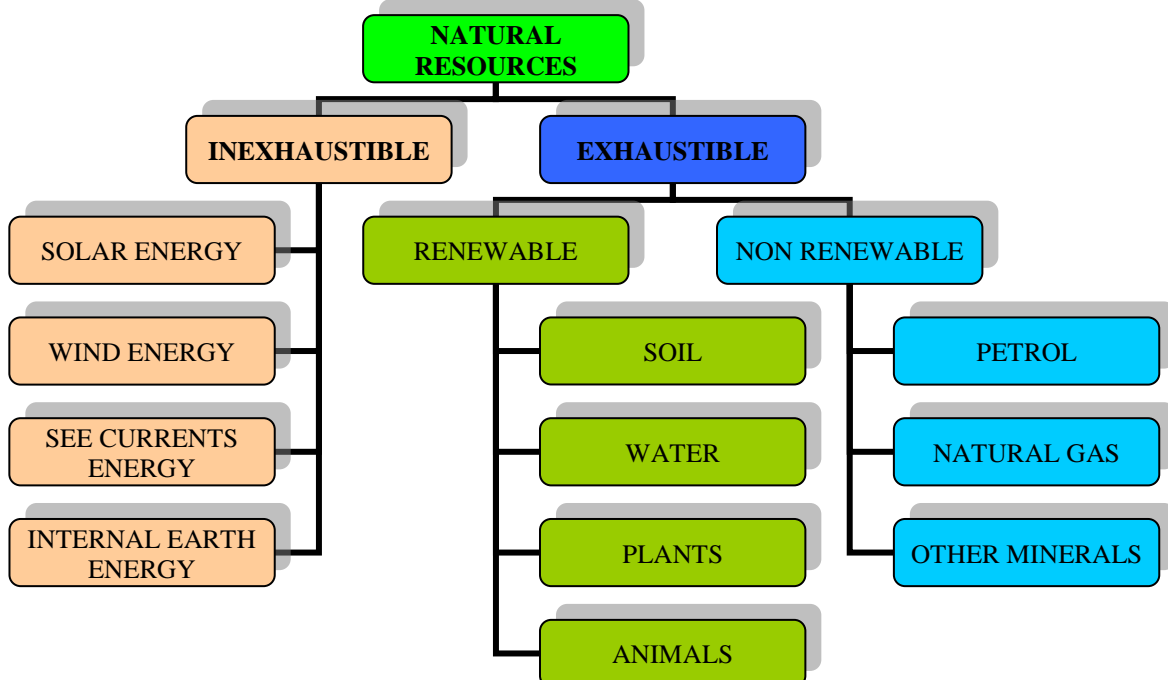 NATURAL
RESOURCES
INEXHAUSTIBLE
EXHAUSTIBLE
SOLAR ENERGY
RENEWABLE
NON RENEWABLE
WIND ENERGY
SOIL
PETROL
SEE CURRENTS
ENERGY
WATER
NATURAL GAS
INTERNAL EARTH
ENERGY
PLANTS
OTHER MINERALS
ANIMALS